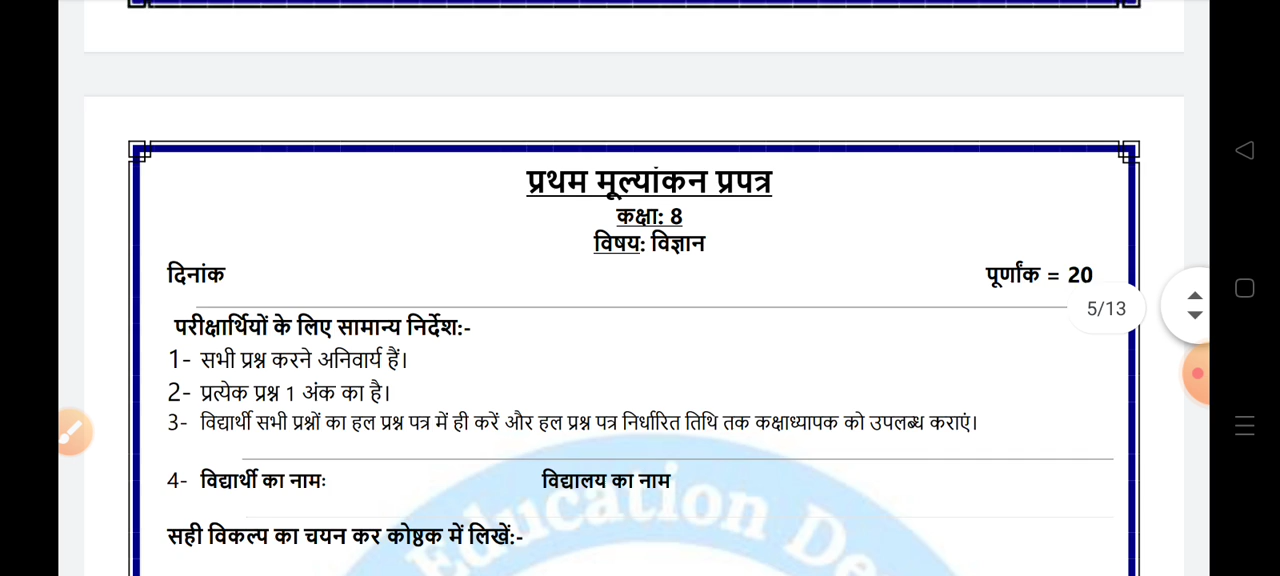 प्रथम मूल्यांकन प्रपत्र
कक्षा: 8
विषय: विज्ञान
दिनांक पूर्णांक = 20
5/13
परीक्षार्थियों के लिए सामान्य निर्देश:-
1- सभी प्रश्न करने अनिवार्य हैं।
2- प्रत्येक प्रश्न 1 अंक का है।
3- विद्यार्थी सभी प्रश्नों का हल प्रश्न पत्र में ही करें और हल प्रश्न पत्र निर्धारित तिथि तक कक्षाध्यापक को उपलब्ध कराएं।
4- विद्यार्थी का नामः विद्यालय का नाम
सही विकल्प का चयन कर कोष्ठक में लिखें:-
Education De